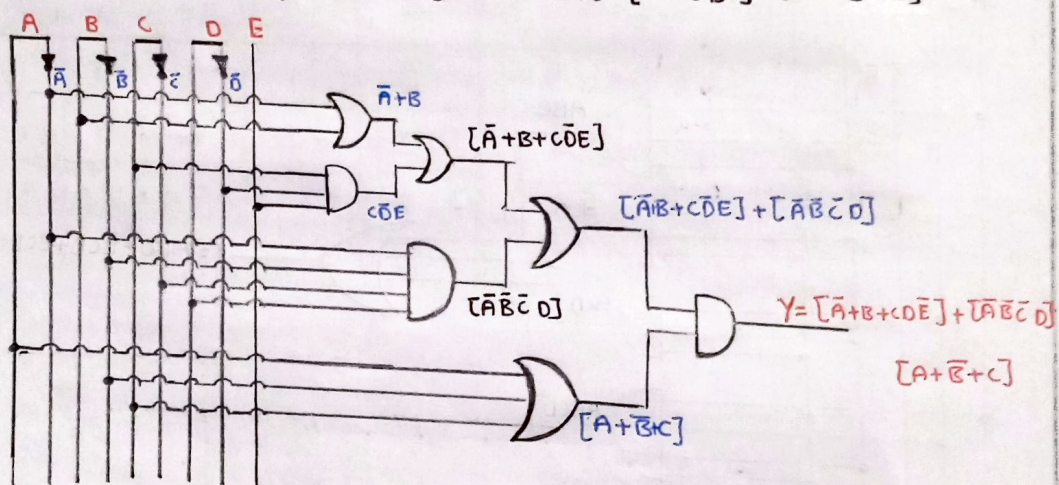 A B C D E
Ā B̄ C̄ D̄
Ā+B
[Ā+B+CD̄E]
CD̄E
[ĀB+CD̄E]+[ĀB̄C̄D]
[ĀB̄C̄D]
Y=[Ā+B+CDĒ]+[ĀB̄C̄D]
[A+B̄+C]
[A+B̄+C]